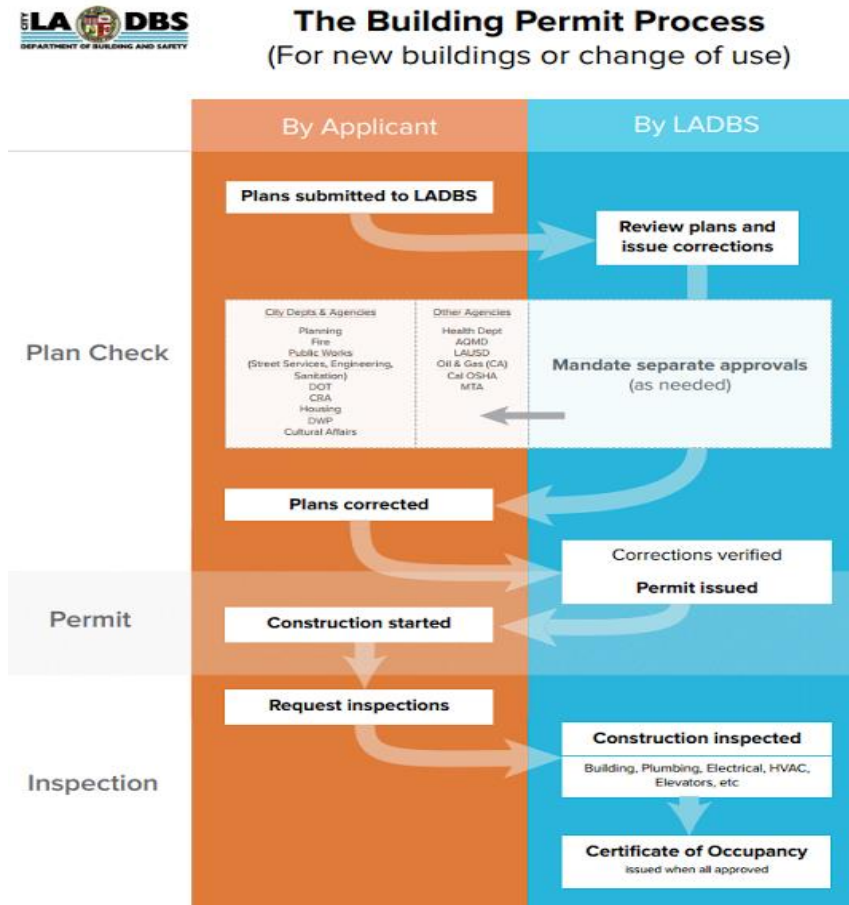 CITY
LA DBS
DEPARTMENT OF BUILDING AND SAFETY
The Building Permit Process
(For new buildings or change of use)
By Applicant
By LADBS
Plan Check
Plans submitted to LADBS
Review plans and
issue corrections
City Depts & Agencies
Planning
Fire
Public Works
(Street Services, Engineering,
Sanitation)
DOT
CRA
Housing
DWP
Cultural Affairs
Other Agencies
Health Dept
AQMD
LAUSD
Oil & Gas (CA)
Cal OSHA
MTA
Mandate separate approvals
(as needed)
Plans corrected
Corrections verified
Permit issued
Permit
Construction started
Inspection
Request inspections
Construction inspected
Building, Plumbing, Electrical, HVAC,
Elevators, etc
Certificate of Occupancy
issued when all approved